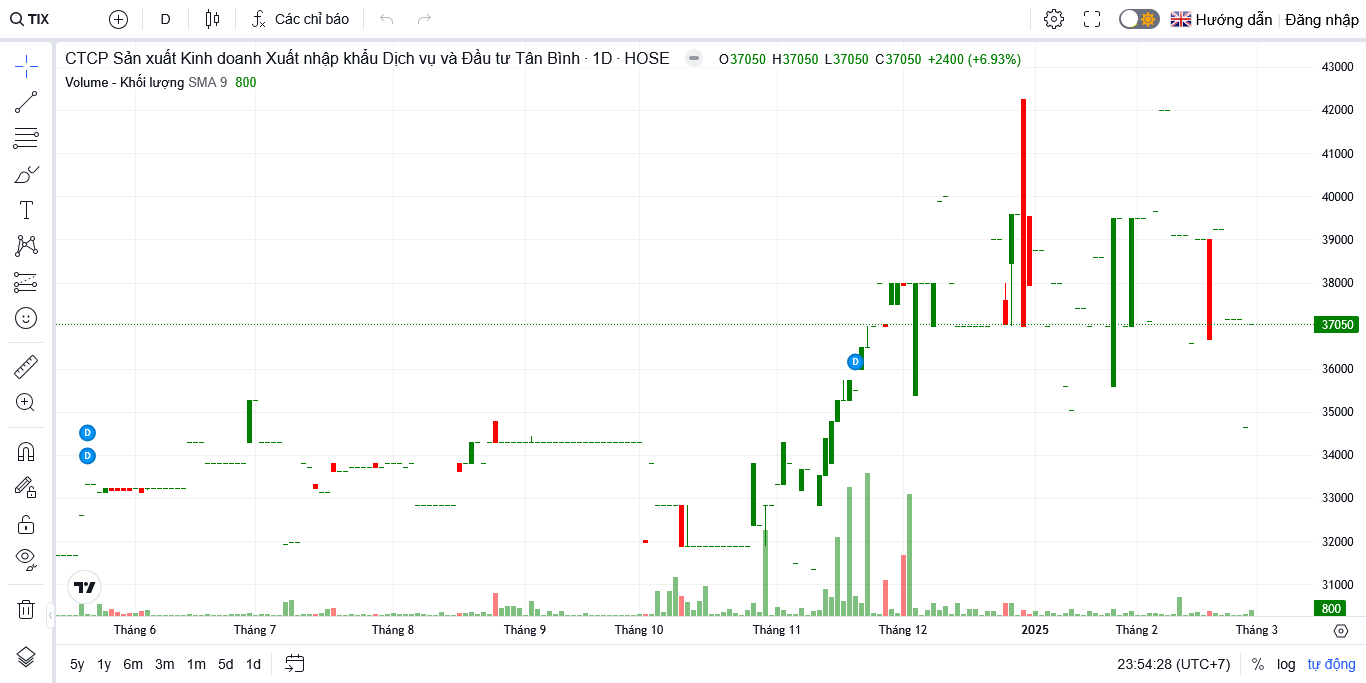 TIX D Các chỉ báo Hướng dẫn Đăng nhập
CTCP Sản xuất Kinh doanh Xuất nhập khẩu Dịch vụ và Đầu tư Tân Bình · 1D · HOSE O37050 H37050 L37050 C37050 +2400 (+6.93%)
Volume - Khối lượng SMA 9 800
43000
42000
41000
40000
39000
38000
37050
36000
35000
34000
33000
32000
31000
800
D
D
D
Tháng 6 Tháng 7 Tháng 8 Tháng 9 Tháng 10 Tháng 11 Tháng 12 2025 Tháng 2 Tháng 3
5y 1y 6m 3m 1m 5d 1d 23:54:28 (UTC+7) % log tự động